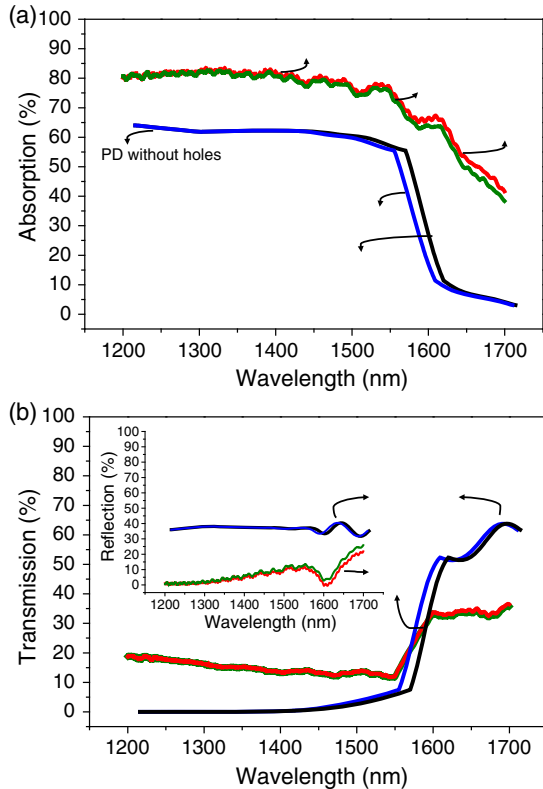 (a)
100
90
80
70
60
50
40
30
20
10
0
Absorption (%)
PD without holes
1200 1300 1400 1500 1600 1700
Wavelength (nm)
(b)
100
90
80
70
60
50
40
30
20
10
0
Transmission (%)
100
90
80
70
60
50
40
30
20
10
0
Reflection (%)
1200 1300 1400 1500 1600 1700
Wavelength (nm)
1200 1300 1400 1500 1600 1700
Wavelength (nm)